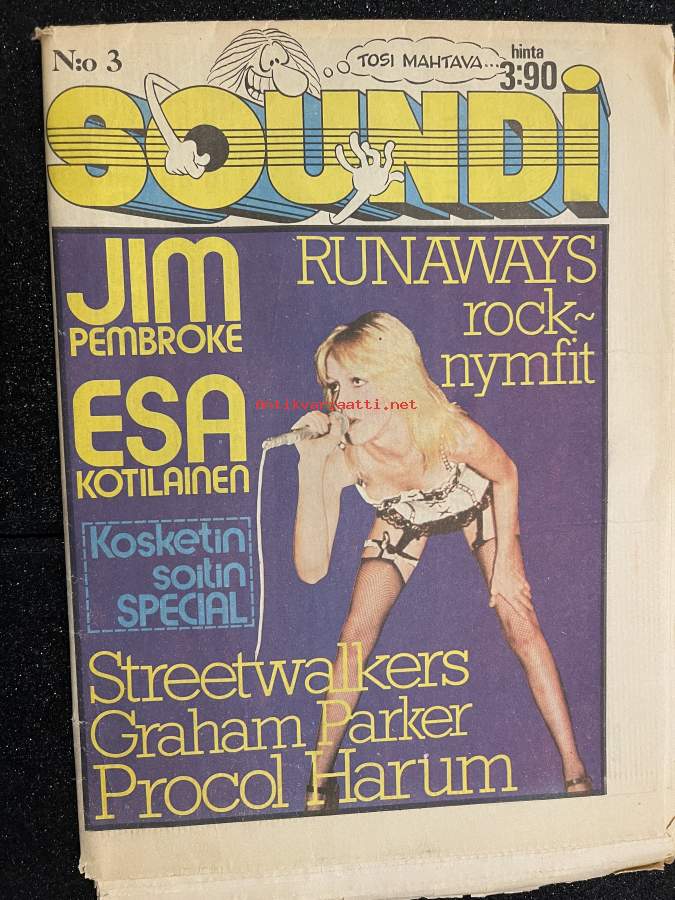 N:o 3
TOSI MAHTAVA...
hinta
3:90
SOUNDI
JIM
PEMBROKE
RUNAWAYS
rock~
nymfit
ESA
KOTILAINEN
antikvariaatti.net
Kosketin
soitin
SPECIAL
Streetwalkers
Graham Parker
Procol Harum